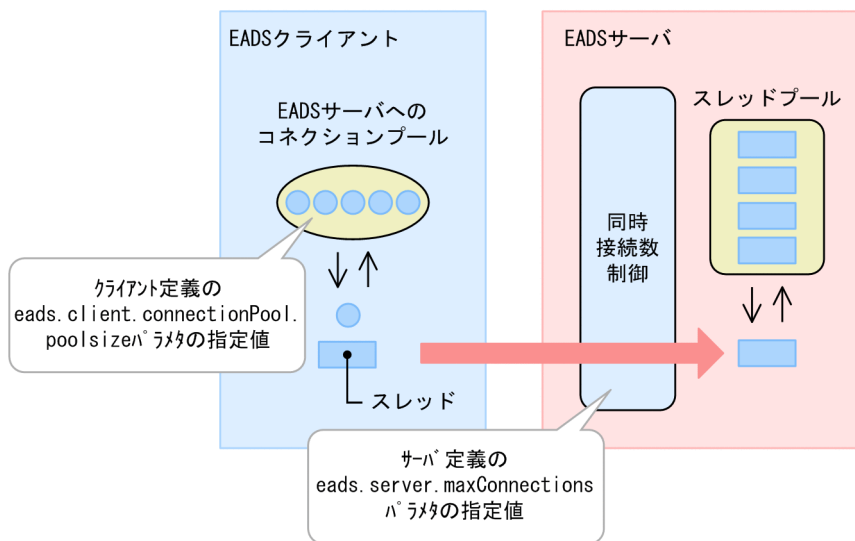 EADSクライアント
EADSサーバへの
コネクションプール
クライアント定義の
eads.client.connectionPool.
poolsizeパラメタの指定値
スレッド
EADSサーバ
スレッドプール
同時
接続数
制御
サーバ定義の
eads.server.maxConnections
パラメタの指定値